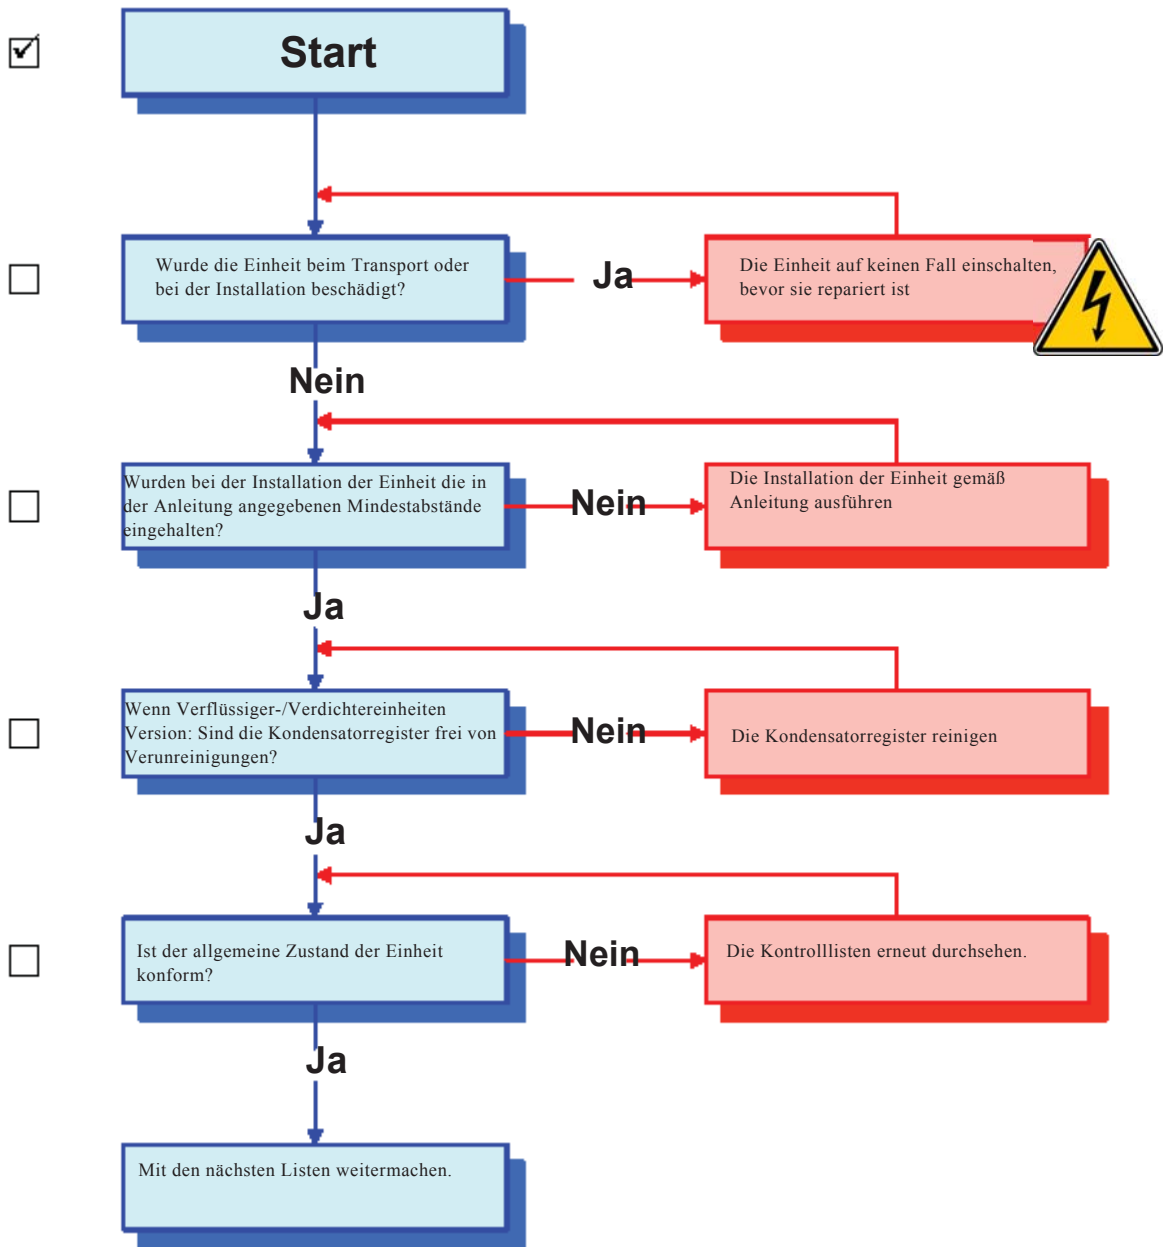 Start
Wurde die Einheit beim Transport oder
bei der Installation beschädigt?
Ja
Die Einheit auf keinen Fall einschalten,
bevor sie repariert ist
Nein
Wurden bei der Installation der Einheit die in
der Anleitung angegebenen Mindestabstände
eingehalten?
Nein
Die Installation der Einheit gemäß
Anleitung ausführen
Ja
Wenn Verflüssiger-/Verdichtereinheiten
Version: Sind die Kondensatorregister frei von
Verunreinigungen?
Nein
Die Kondensatorregister reinigen
Ja
Ist der allgemeine Zustand der Einheit
konform?
Nein
Die Kontrolllisten erneut durchsehen.
Ja
Mit den nächsten Listen weitermachen.